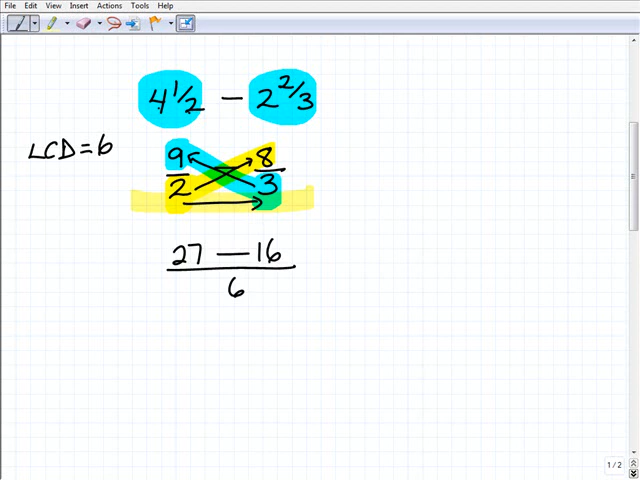 File Edit View Insert Actions Tools Help
4 1/2 — 2 2/3
LCD=6
9 8
2 3
27 — 16
6
1 / 2